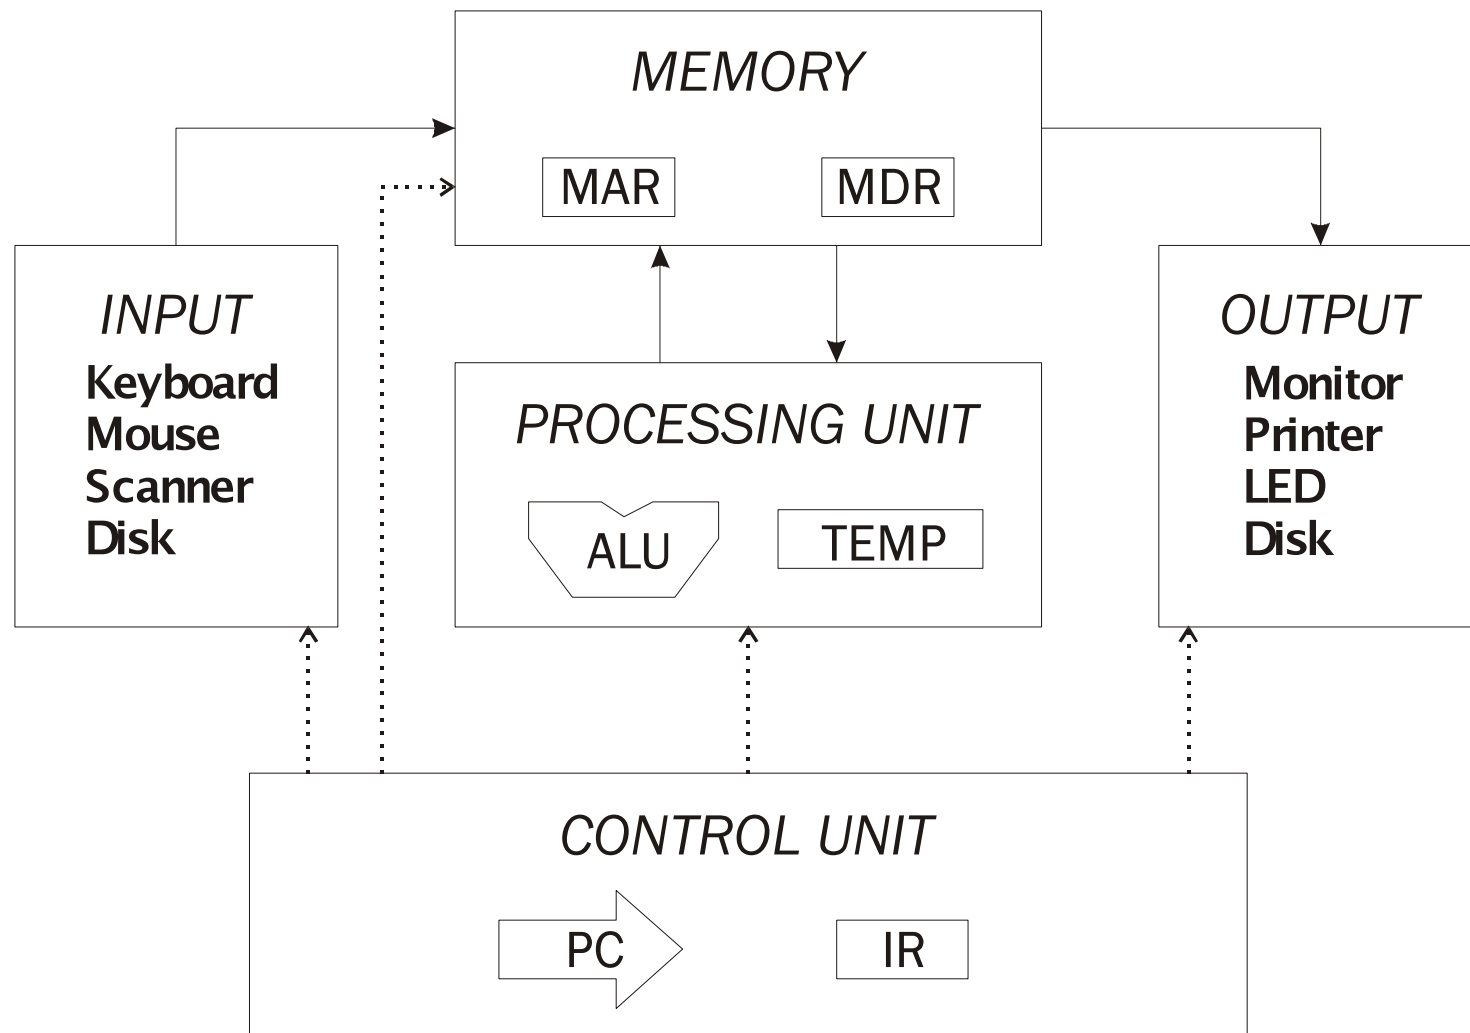 MEMORY
MAR
MDR
INPUT
Keyboard
Mouse
Scanner
Disk
PROCESSING UNIT
ALU
TEMP
OUTPUT
Monitor
Printer
LED
Disk
CONTROL UNIT
PC
IR